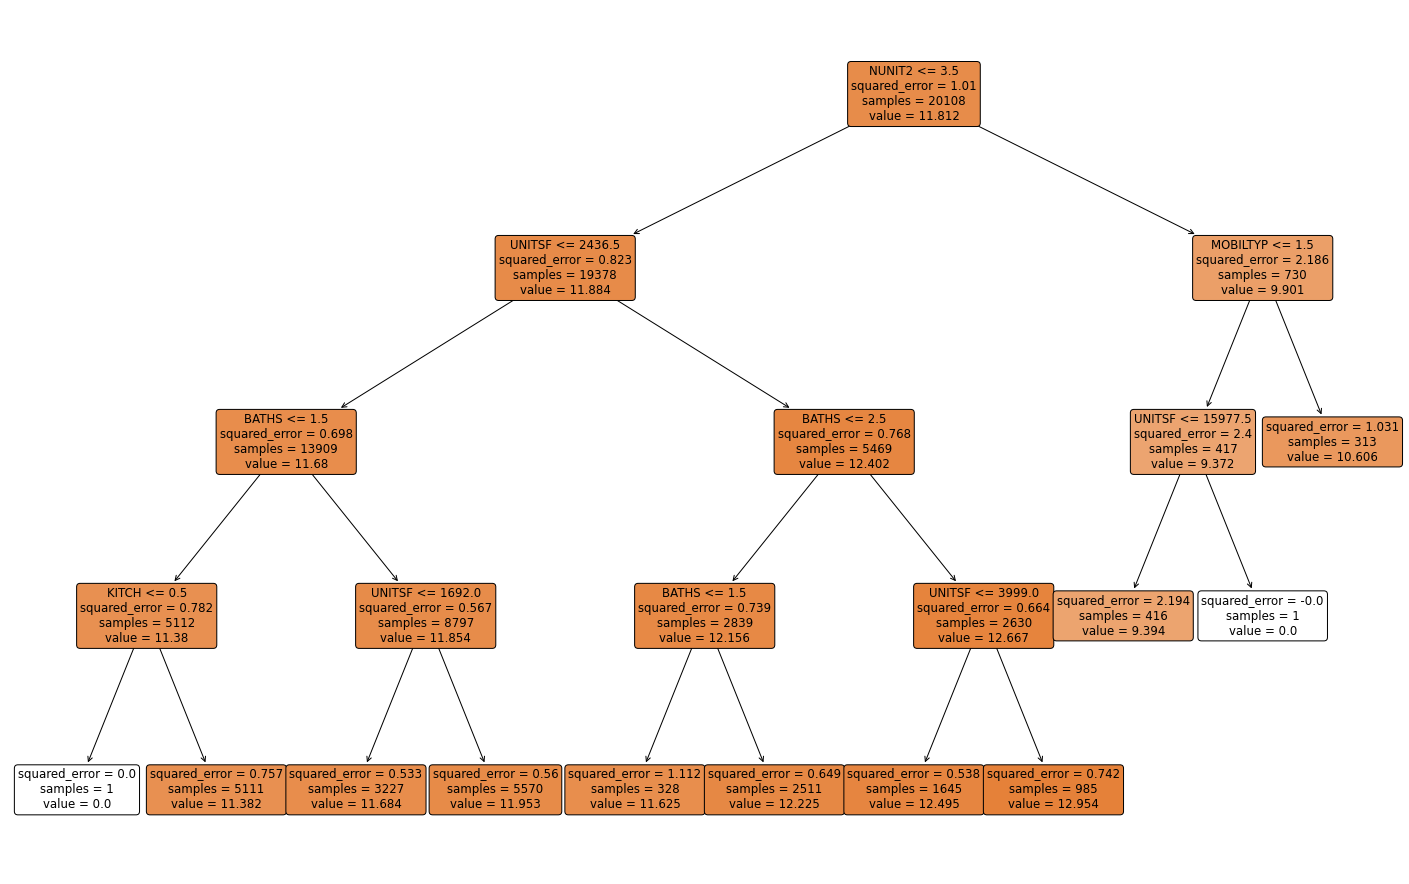 NUNIT2 <= 3.5
squared_error = 1.01
samples = 20108
value = 11.812
UNITSF <= 2436.5
squared_error = 0.823
samples = 19378
value = 11.884
MOBILTYP <= 1.5
squared_error = 2.186
samples = 730
value = 9.901
BATHS <= 1.5
squared_error = 0.698
samples = 13909
value = 11.68
BATHS <= 2.5
squared_error = 0.768
samples = 5469
value = 12.402
UNITSF <= 15977.5
squared_error = 2.4
samples = 417
value = 9.372
squared_error = 1.031
samples = 313
value = 10.606
KITCH <= 0.5
squared_error = 0.782
samples = 5112
value = 11.38
UNITSF <= 1692.0
squared_error = 0.567
samples = 8797
value = 11.854
BATHS <= 1.5
squared_error = 0.739
samples = 2839
value = 12.156
UNITSF <= 3999.0
squared_error = 0.664
samples = 2630
value = 12.667
squared_error = 2.194
samples = 416
value = 9.394
squared_error = -0.0
samples = 1
value = 0.0
squared_error = 0.0
samples = 1
value = 0.0
squared_error = 0.757
samples = 5111
value = 11.382
squared_error = 0.533
samples = 3227
value = 11.684
squared_error = 0.56
samples = 5570
value = 11.953
squared_error = 1.112
samples = 328
value = 11.625
squared_error = 0.649
samples = 2511
value = 12.225
squared_error = 0.538
samples = 1645
value = 12.495
squared_error = 0.742
samples = 985
value = 12.954